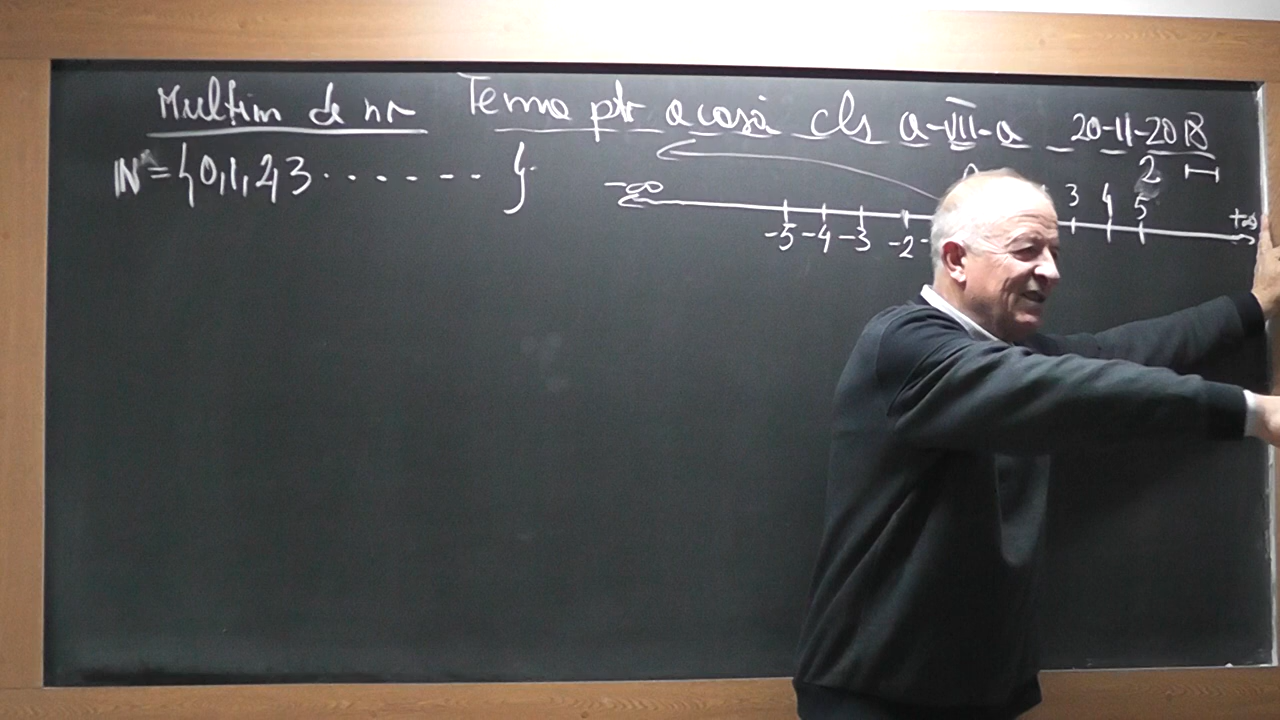 Multim de nr Tema ptr acasă cls a-VII-a 20-11-2018
N = {0,1,2,3 . . . . . . . . }
2
-∞ 3 4 5 +∞
-5 -4 -3 -2